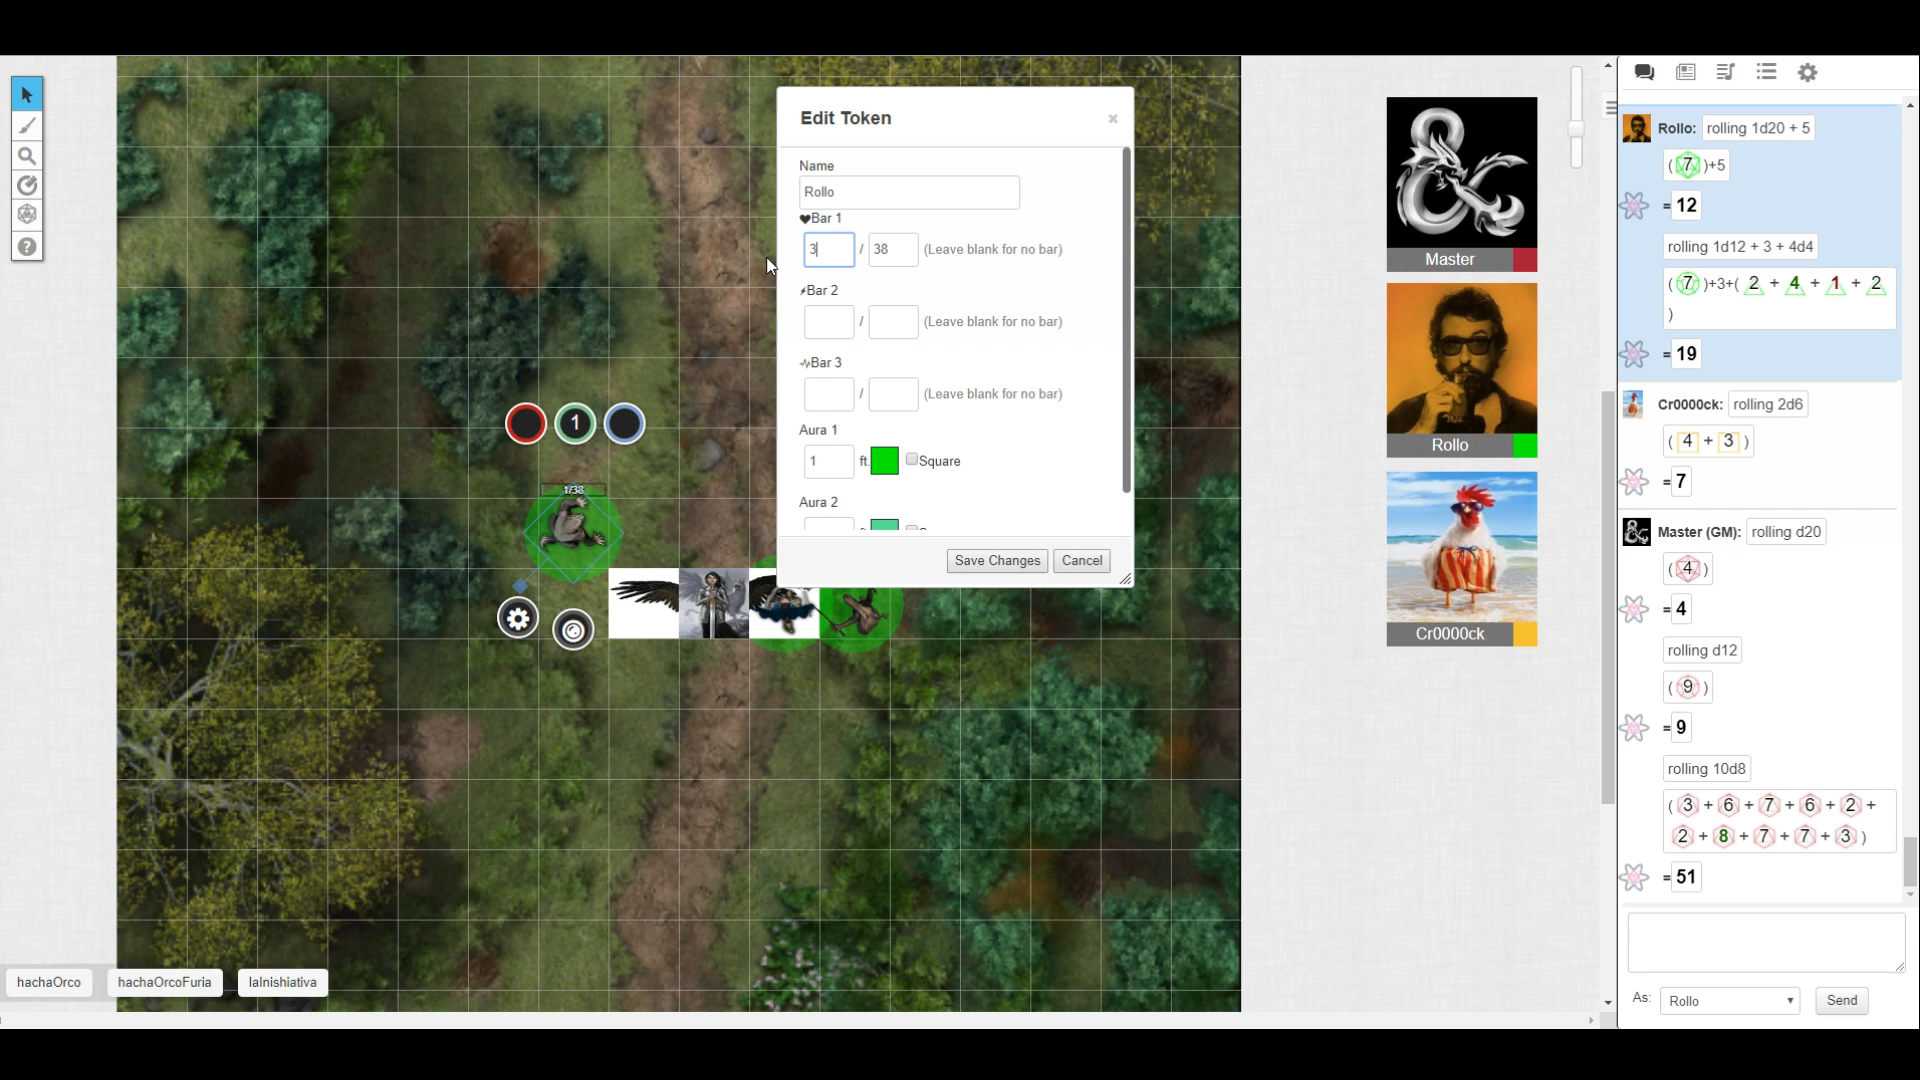 Edit Token
×
Name
Rollo
Bar 1
3 / 38 (Leave blank for no bar)
Bar 2
/ (Leave blank for no bar)
Bar 3
/ (Leave blank for no bar)
Aura 1
1 ft. Square
Aura 2
Save Changes Cancel
1
1/38
Master
Rollo
Cr0000ck
Rollo: rolling 1d20 + 5
(7)+5
=12
rolling 1d12 + 3 + 4d4
(7)+3+(2 + 4 + 1 + 2
)
=19
Cr0000ck: rolling 2d6
(4 + 3)
=7
Master (GM): rolling d20
(4)
=4
rolling d12
(9)
=9
rolling 10d8
(3 + 6 + 7 + 6 + 2 +
2 + 8 + 7 + 7 + 3)
=51
As: Rollo Send
hachaOrco hachaOrcoFuria laInishiativa